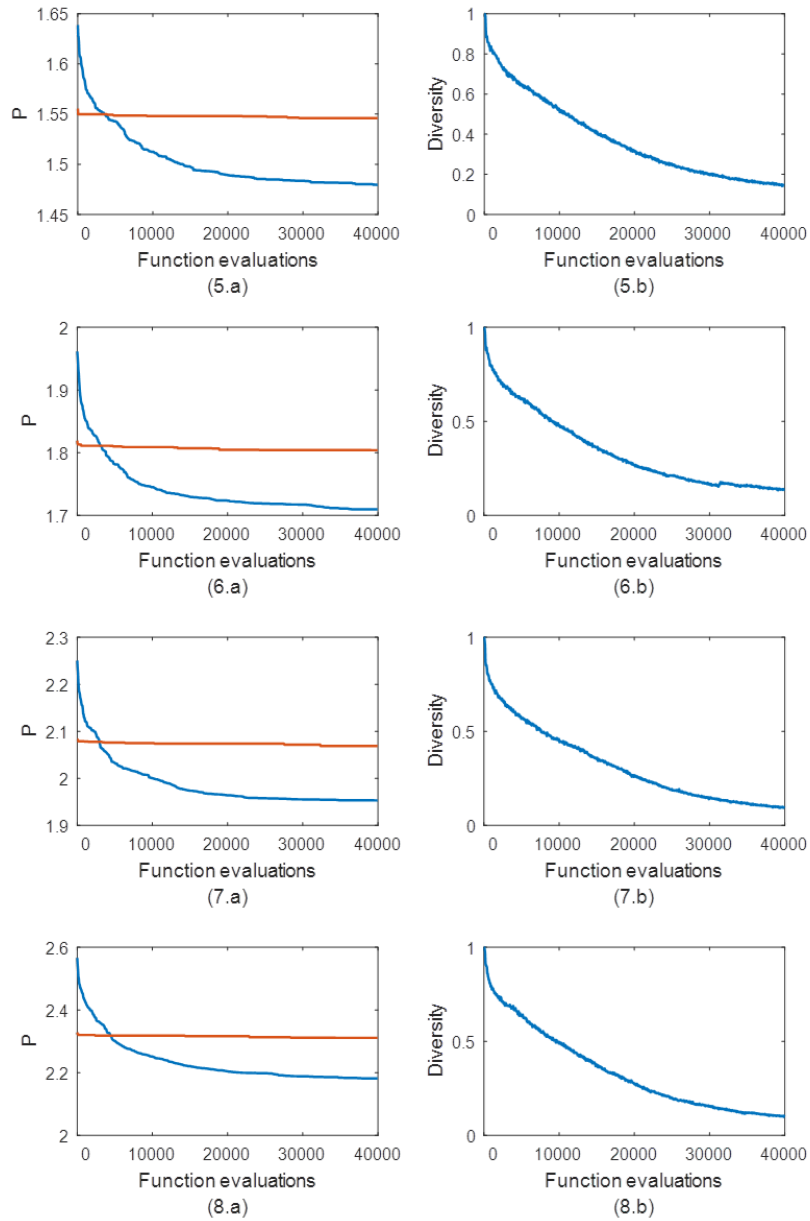 1.65
1.6
1.55
1.5
1.45
P
0 10000 20000 30000 40000
Function evaluations
(5.a)
1
0.8
0.6
0.4
0.2
0
Diversity
0 10000 20000 30000 40000
Function evaluations
(5.b)
2
1.9
1.8
1.7
P
0 10000 20000 30000 40000
Function evaluations
(6.a)
1
0.5
0
Diversity
0 10000 20000 30000 40000
Function evaluations
(6.b)
2.3
2.2
2.1
2
1.9
P
0 10000 20000 30000 40000
Function evaluations
(7.a)
1
0.5
0
Diversity
0 10000 20000 30000 40000
Function evaluations
(7.b)
2.6
2.4
2.2
2
P
0 10000 20000 30000 40000
Function evaluations
(8.a)
1
0.5
0
Diversity
0 10000 20000 30000 40000
Function evaluations
(8.b)